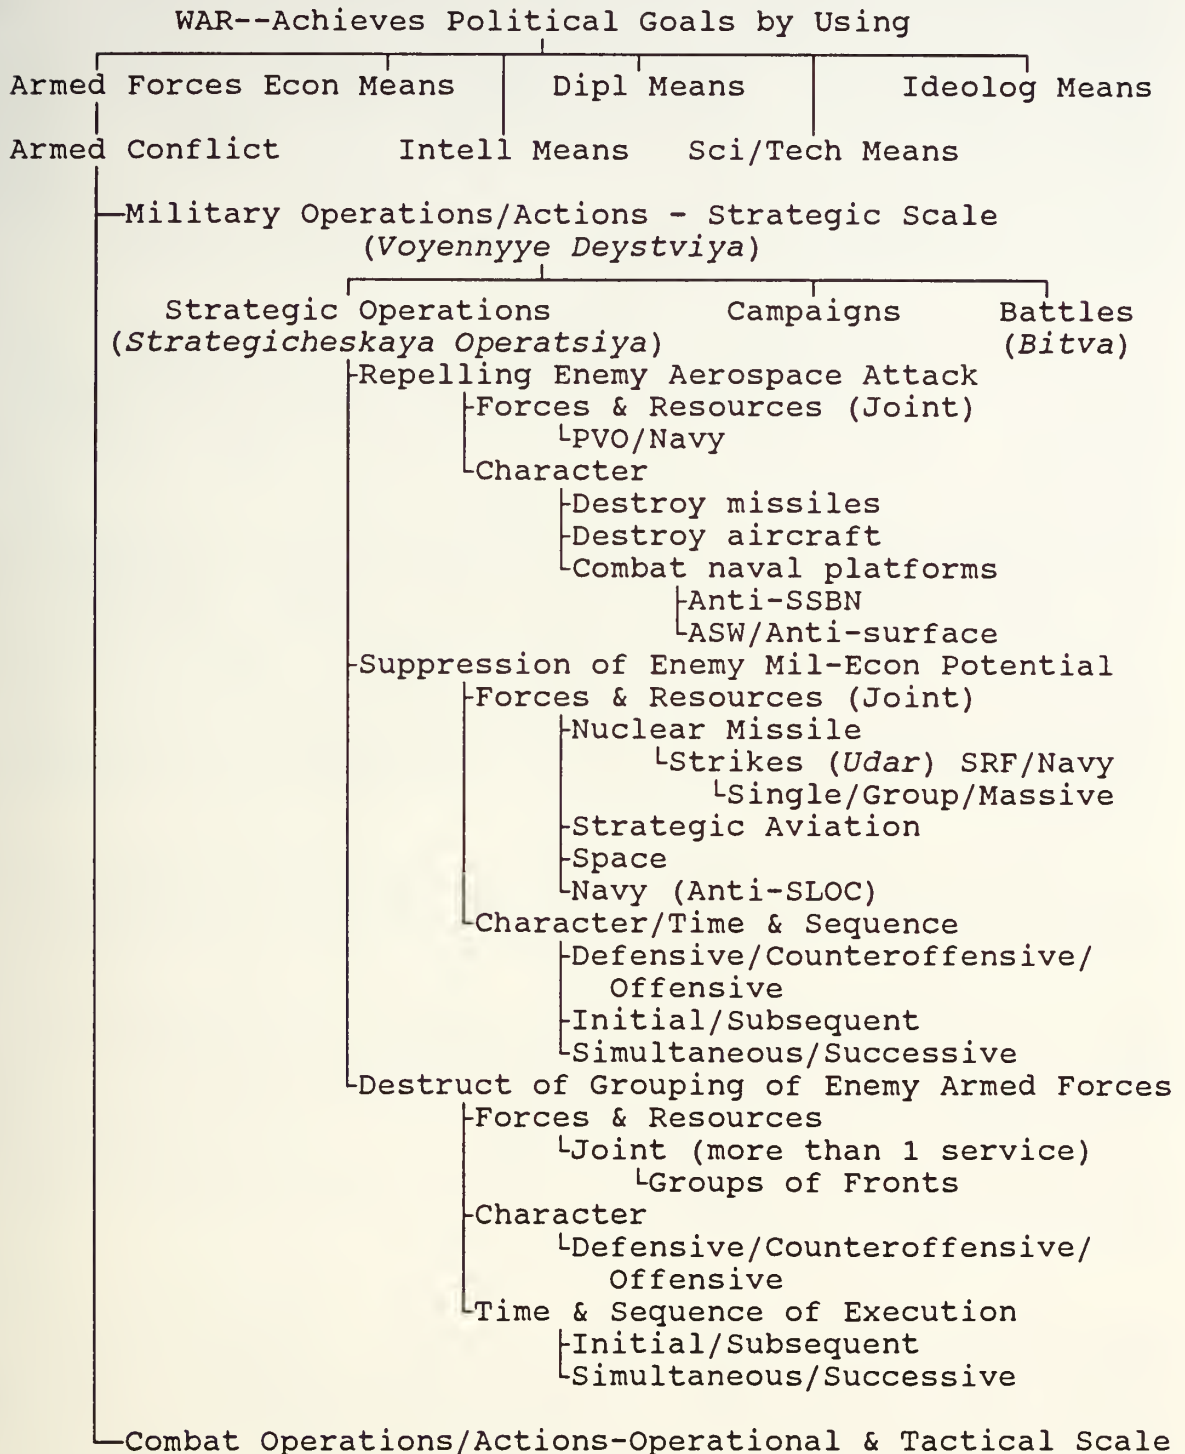 WAR--Achieves Political Goals by Using
Armed Forces Econ Means Dipl Means Ideolog Means
Armed Conflict Intell Means Sci/Tech Means
Military Operations/Actions - Strategic Scale
(Voyennyye Deystviya)
Strategic Operations Campaigns Battles
(Strategicheskaya Operatsiya) (Bitva)
Repelling Enemy Aerospace Attack
Forces & Resources (Joint)
PVO/Navy
Character
Destroy missiles
Destroy aircraft
Combat naval platforms
Anti-SSBN
ASW/Anti-surface
Suppression of Enemy Mil-Econ Potential
Forces & Resources (Joint)
Nuclear Missile
Strikes (Udar) SRF/Navy
Single/Group/Massive
Strategic Aviation
Space
Navy (Anti-SLOC)
Character/Time & Sequence
Defensive/Counteroffensive/
Offensive
Initial/Subsequent
Simultaneous/Successive
Destruct of Grouping of Enemy Armed Forces
Forces & Resources
Joint (more than 1 service)
Groups of Fronts
Character
Defensive/Counteroffensive/
Offensive
Time & Sequence of Execution
Initial/Subsequent
Simultaneous/Successive
Combat Operations/Actions-Operational & Tactical Scale